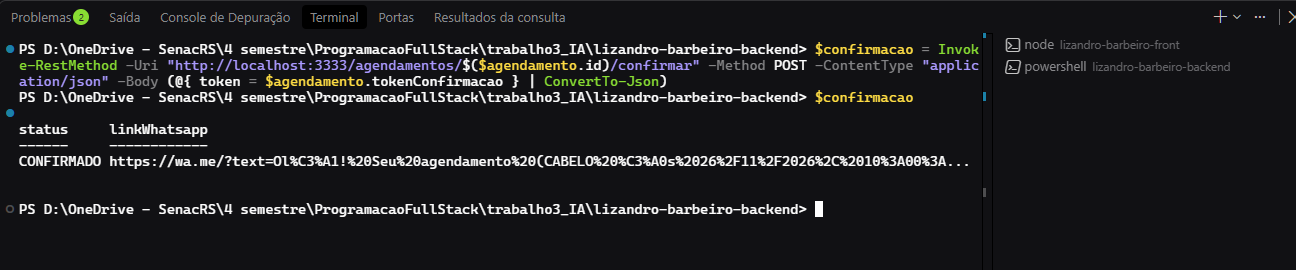 Problemas 2 Saída Console de Depuração Terminal Portas Resultados da consulta
PS D:\OneDrive - SenacRS\4 semestre\ProgramacaoFullStack\trabalho3_IA\lizandro-barbeiro-backend> $confirmacao = Invok
e-RestMethod -Uri "http://localhost:3333/agendamentos/$($agendamento.id)/confirmar" -Method POST -ContentType "applic
ation/json" -Body (@{ token = $agendamento.tokenConfirmacao } | ConvertTo-Json)
PS D:\OneDrive - SenacRS\4 semestre\ProgramacaoFullStack\trabalho3_IA\lizandro-barbeiro-backend> $confirmacao
status linkWhatsapp
------ ------------
CONFIRMADO https://wa.me/?text=Ol%C3%A1!%20Seu%20agendamento%20(CABELO%20%C3%A0s%2026%2F11%2F2026%2C%2010%3A00%3A...
PS D:\OneDrive - SenacRS\4 semestre\ProgramacaoFullStack\trabalho3_IA\lizandro-barbeiro-backend>
node lizandro-barbeiro-front
powershell lizandro-barbeiro-backend